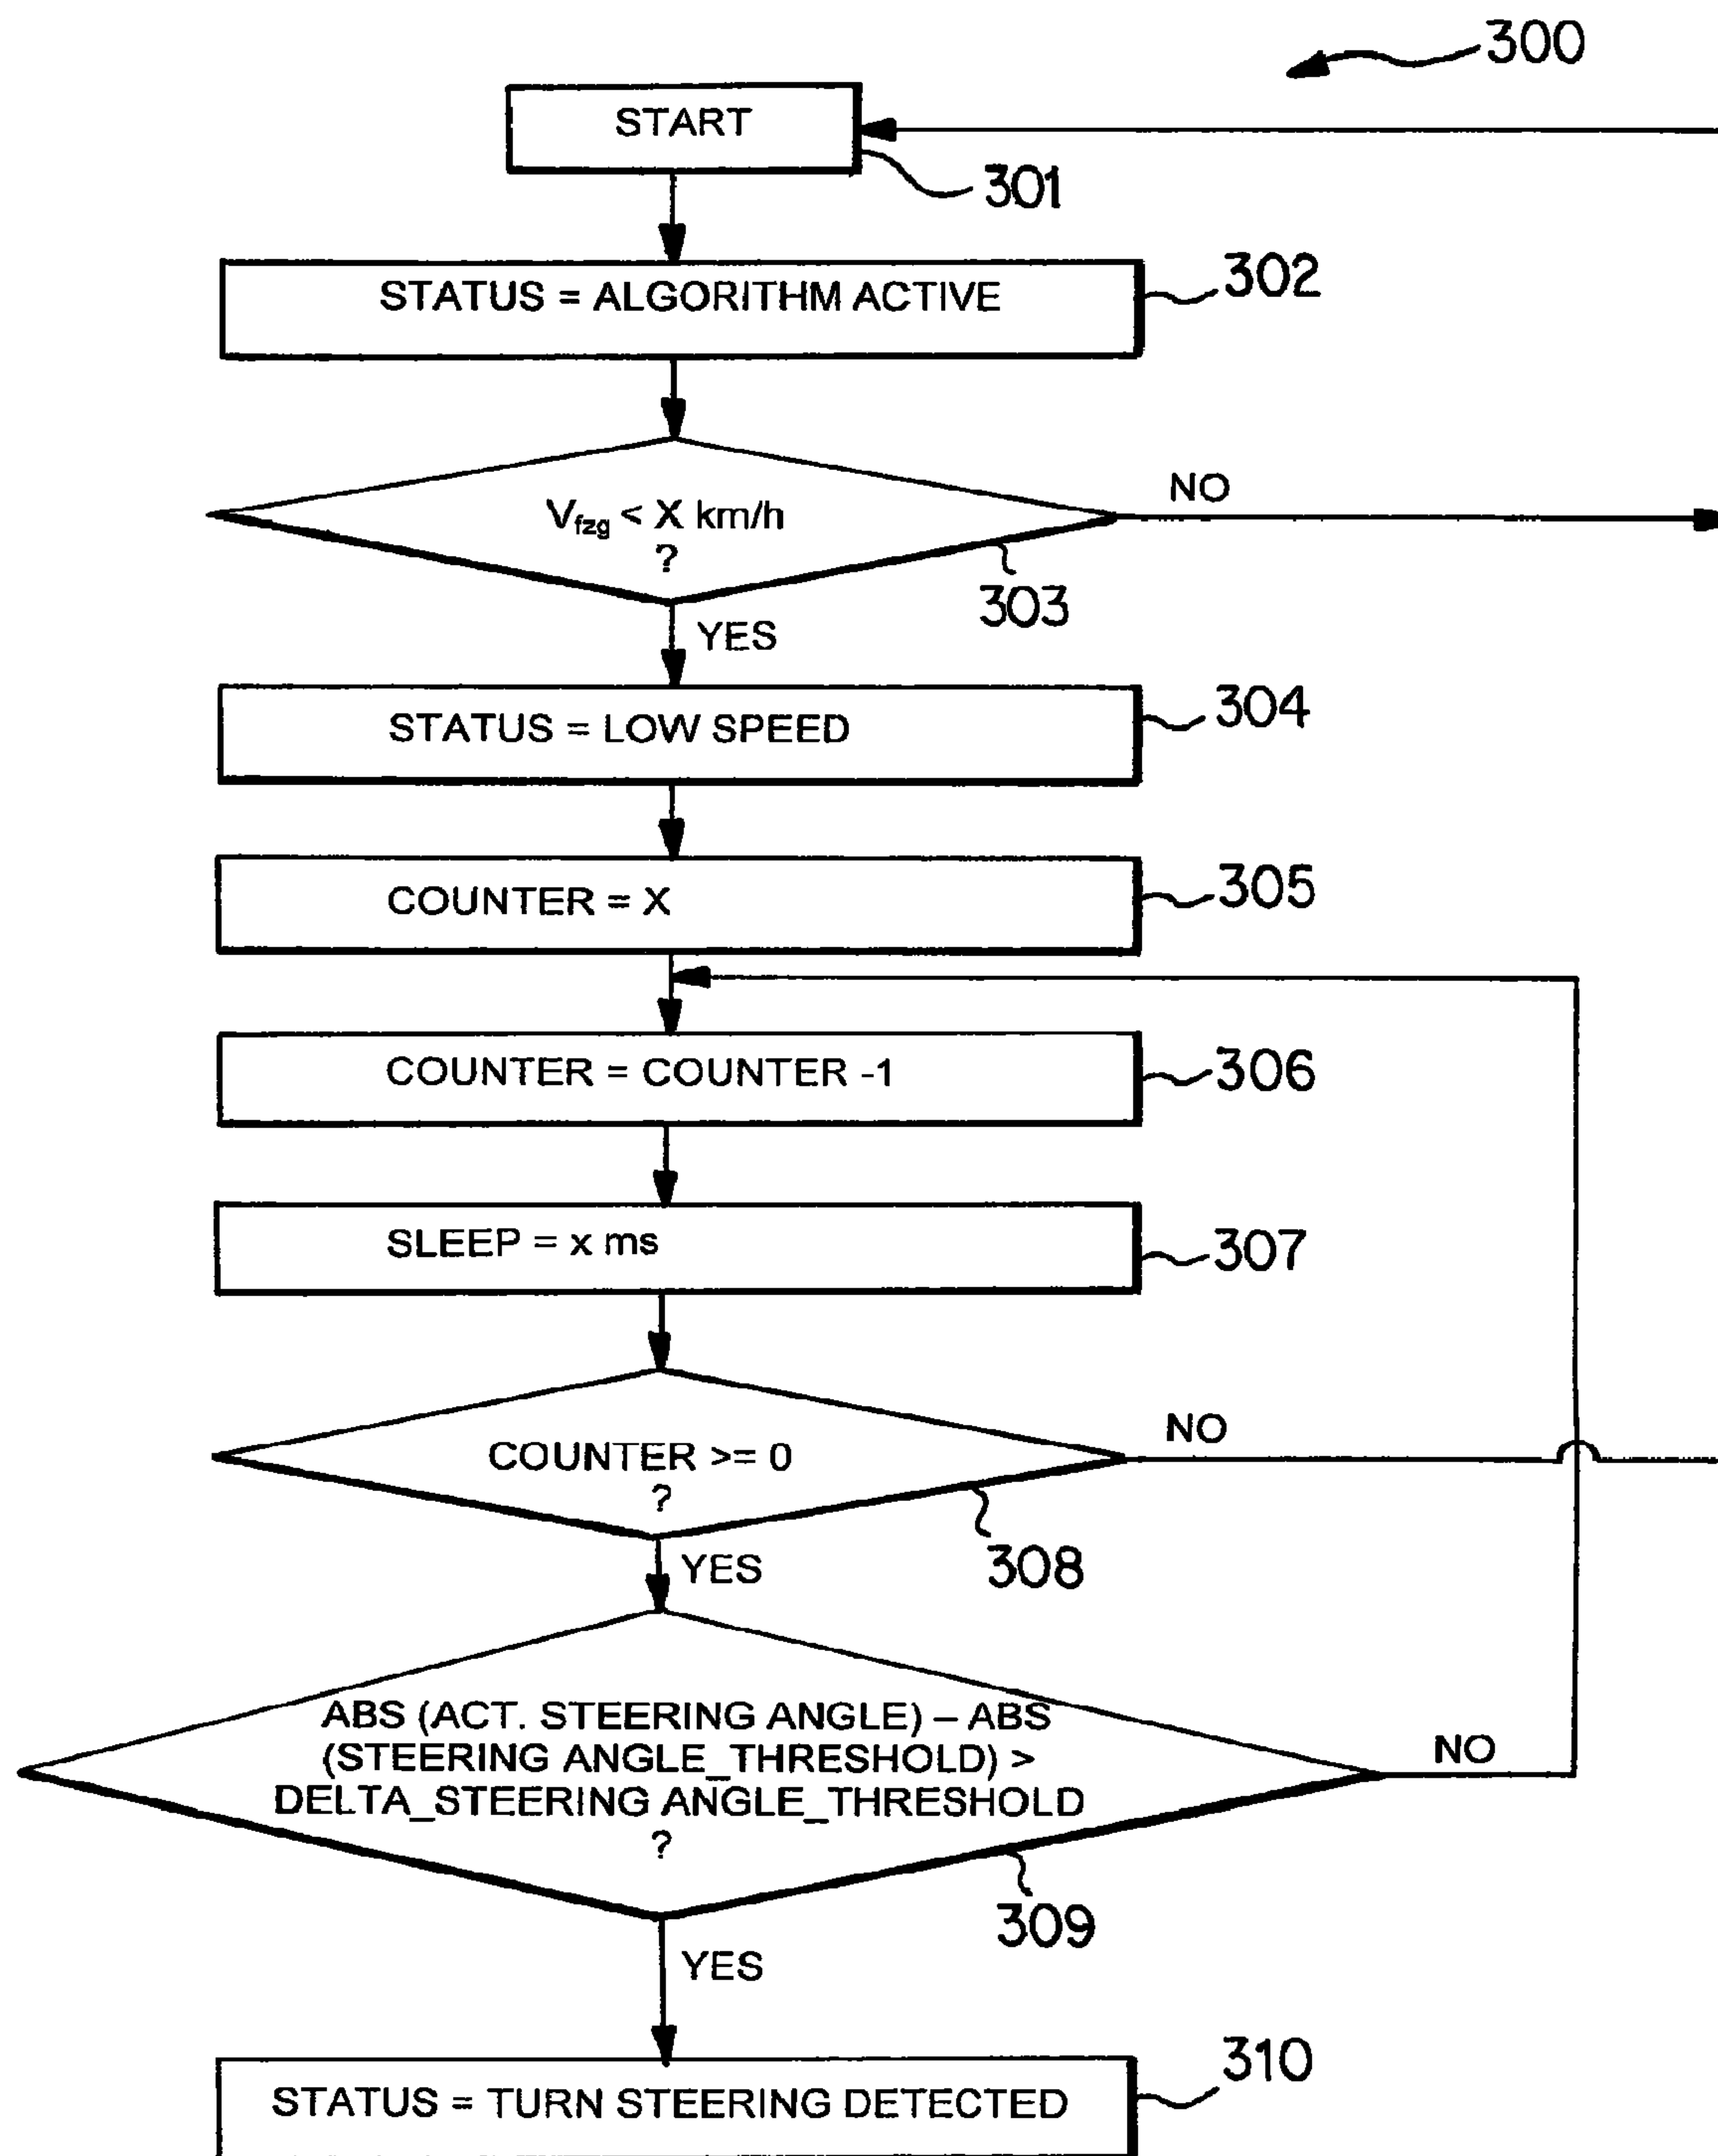 300
START
301
STATUS = ALGORITHM ACTIVE
302
Vfzg < X km/h
?
NO
303
YES
STATUS = LOW SPEED
304
COUNTER = X
305
COUNTER = COUNTER -1
306
SLEEP = x ms
307
COUNTER >= 0
?
NO
308
YES
ABS (ACT. STEERING ANGLE) – ABS
(STEERING ANGLE_THRESHOLD) >
DELTA_STEERING ANGLE_THRESHOLD
?
NO
309
YES
STATUS = TURN STEERING DETECTED
310